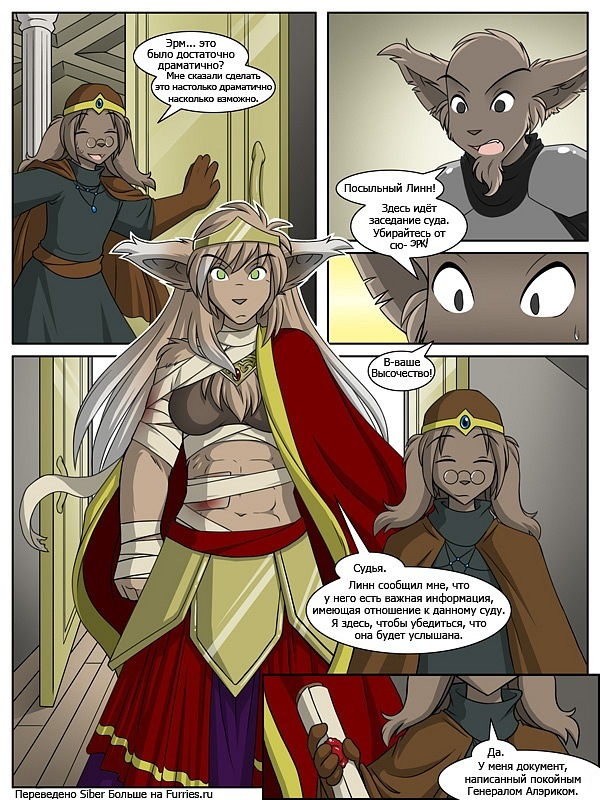 Эрм... это
было достаточно
драматично?
Мне сказали сделать
это настолько драматично
насколько взможно.
Посыльный Линн!
Здесь идёт
заседание суда.
Убирайтесь от
сю- ЭРК!
В-ваше
Высочество!
Судья.
Линн сообщил мне, что
у него есть важная информация,
имеющая отношение к данному суду.
Я здесь, чтобы убедиться, что
она будет услышана.
Да.
У меня документ,
написанный покойным
Генералом Алэриком.
Переведено Siber Больше на Furries.ru